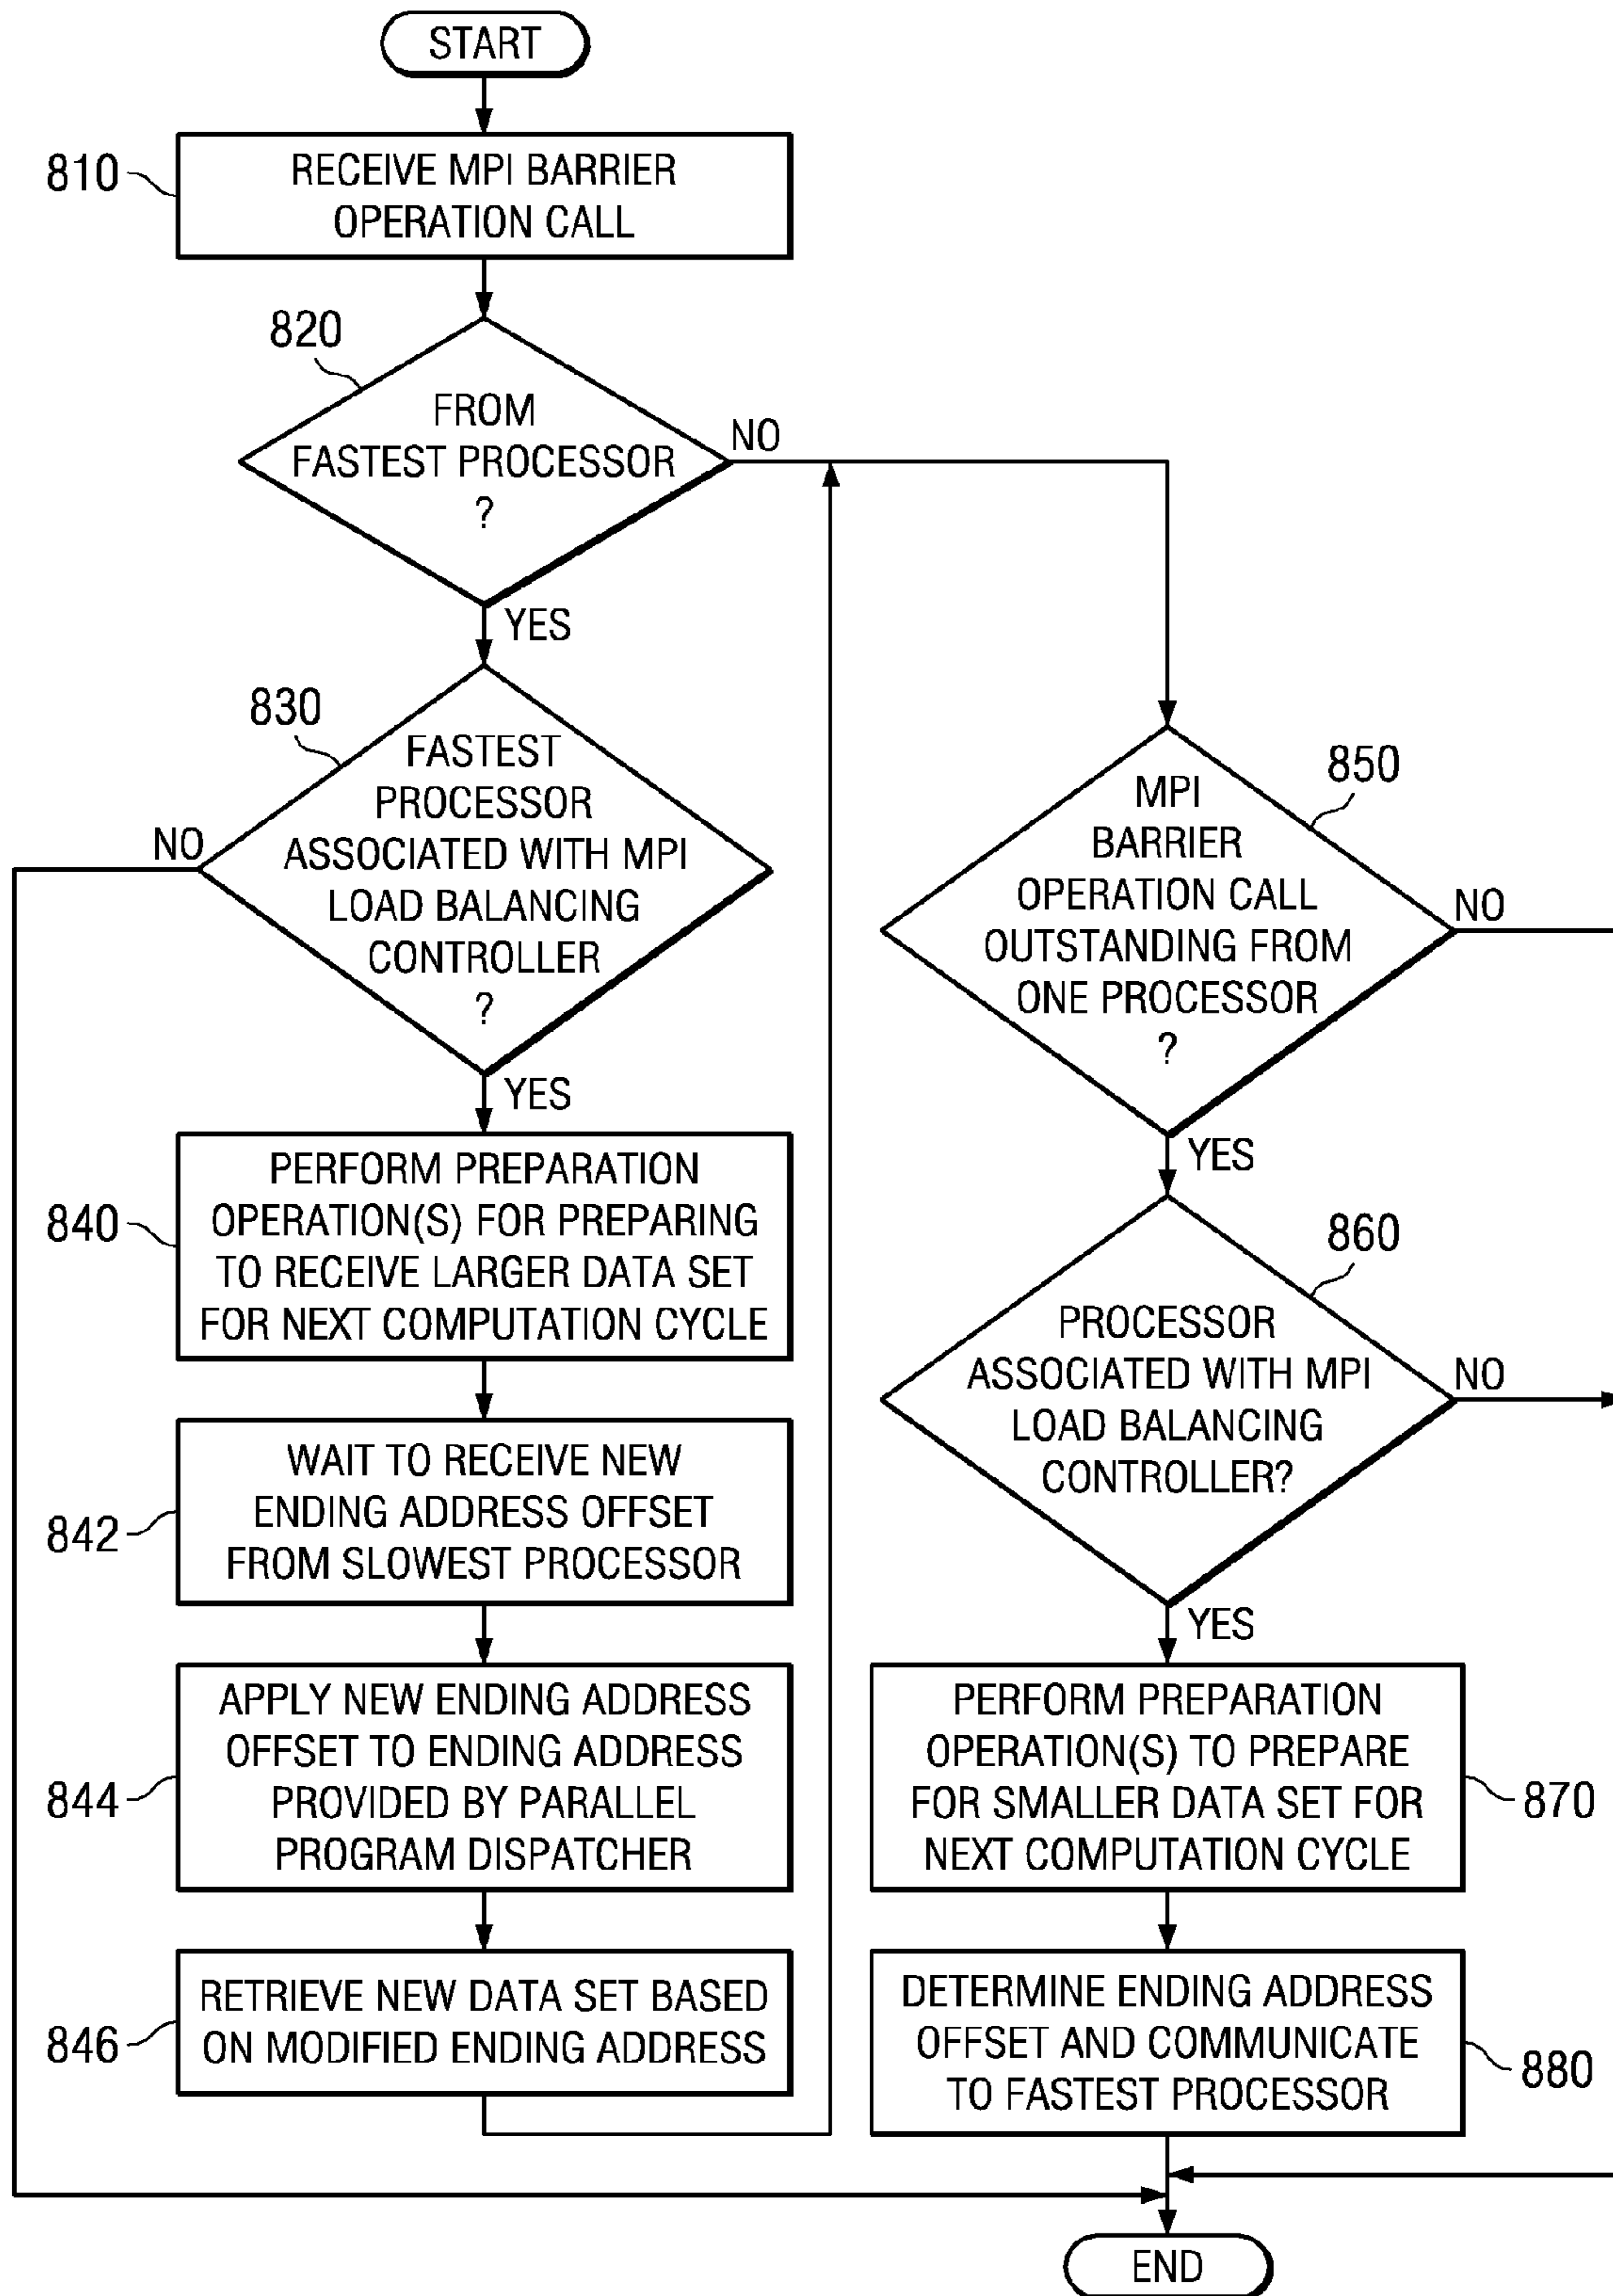 START
810
RECEIVE MPI BARRIER
OPERATION CALL
820
FROM
FASTEST PROCESSOR
?
NO
YES
830
FASTEST
PROCESSOR
ASSOCIATED WITH MPI
LOAD BALANCING
CONTROLLER
?
NO
YES
840
PERFORM PREPARATION
OPERATION(S) FOR PREPARING
TO RECEIVE LARGER DATA SET
FOR NEXT COMPUTATION CYCLE
842
WAIT TO RECEIVE NEW
ENDING ADDRESS OFFSET
FROM SLOWEST PROCESSOR
844
APPLY NEW ENDING ADDRESS
OFFSET TO ENDING ADDRESS
PROVIDED BY PARALLEL
PROGRAM DISPATCHER
846
RETRIEVE NEW DATA SET BASED
ON MODIFIED ENDING ADDRESS
850
MPI
BARRIER
OPERATION CALL
OUTSTANDING FROM
ONE PROCESSOR
?
NO
YES
860
PROCESSOR
ASSOCIATED WITH MPI
LOAD BALANCING
CONTROLLER?
NO
YES
PERFORM PREPARATION
OPERATION(S) TO PREPARE
FOR SMALLER DATA SET FOR
NEXT COMPUTATION CYCLE
870
DETERMINE ENDING ADDRESS
OFFSET AND COMMUNICATE
TO FASTEST PROCESSOR
880
END